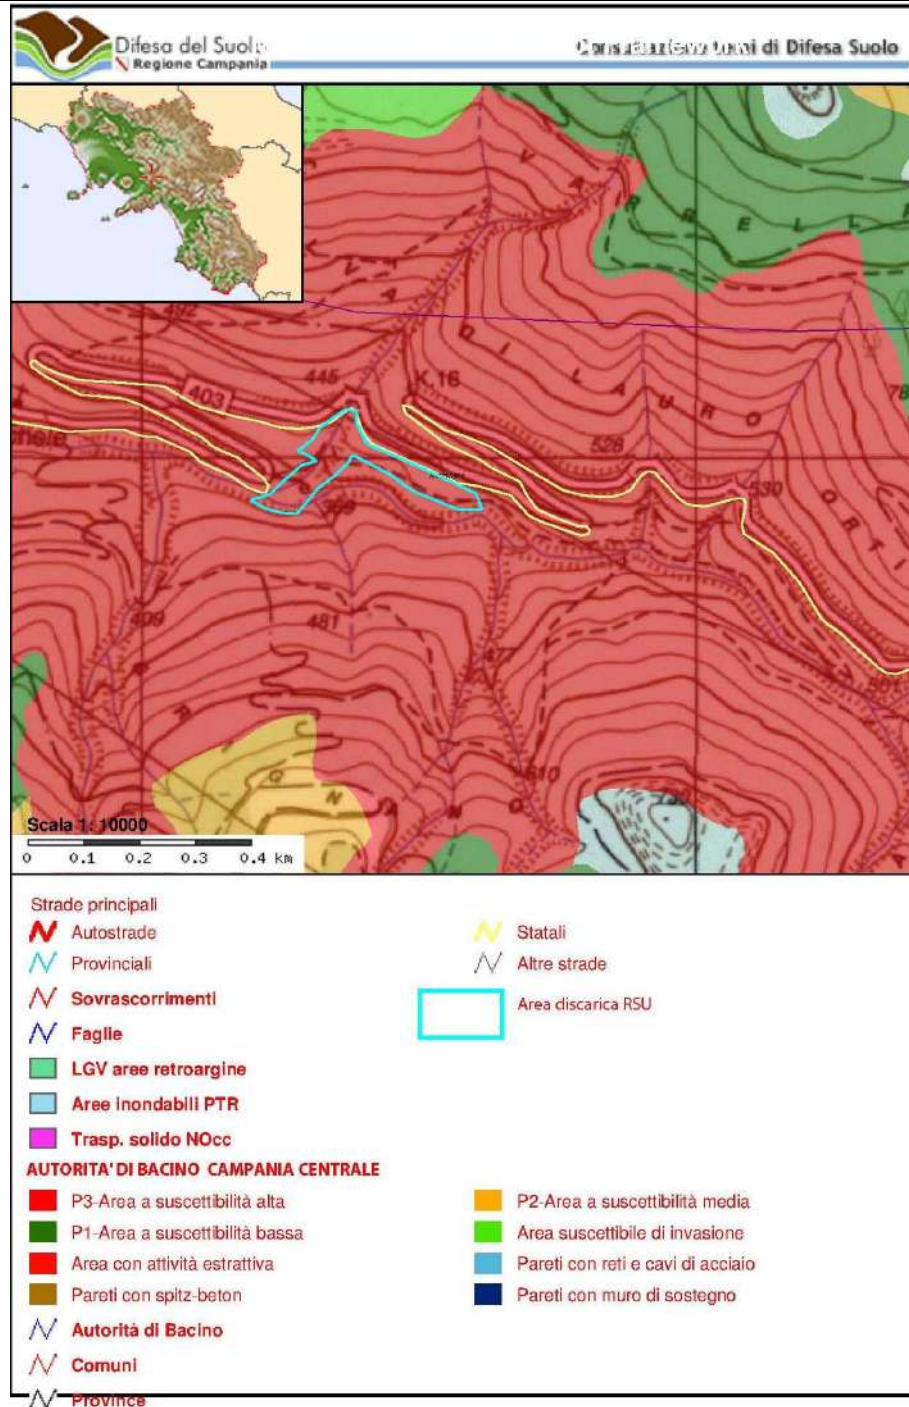 Difesa del Suolo
Regione Campania
di Difesa Suolo
492
445
K.16
403
DI LAURO
528
530
389
409
481
477
610
Scala 1: 10000
0 0.1 0.2 0.3 0.4 km
Strade principali
Autostrade
Statali
Provinciali
Altre strade
Sovrascorrimenti
Area discarica RSU
Faglie
LGV aree retroargine
Aree inondabili PTR
Trasp. solido NOcc
AUTORITA' DI BACINO CAMPANIA CENTRALE
P3-Area a suscettibilità alta
P2-Area a suscettibilità media
P1-Area a suscettibilità bassa
Area suscettibile di invasione
Area con attività estrattiva
Pareti con reti e cavi di acciaio
Pareti con spitz-beton
Pareti con muro di sostegno
Autorità di Bacino
Comuni
Province